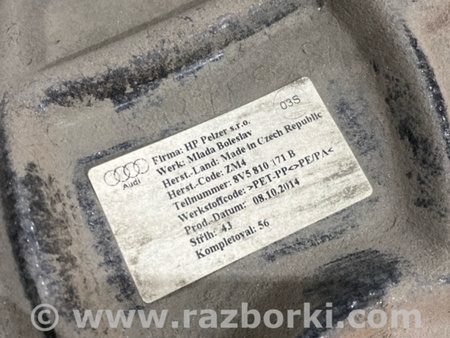 03S
Audi
Firma: HP Pelzer s.r.o.
Werk: Mlada Boleslav
Herst.-Land: Made in Czech Republic
Herst.-Code: ZM4
Teilnummer: 8V5 810 171 B
Werkstoffcode: >PET-PP<>PE/PA<
Prod.-Datum: 08.10.2014
Strih: 43
Kompletoval: 56
www.razborki.com